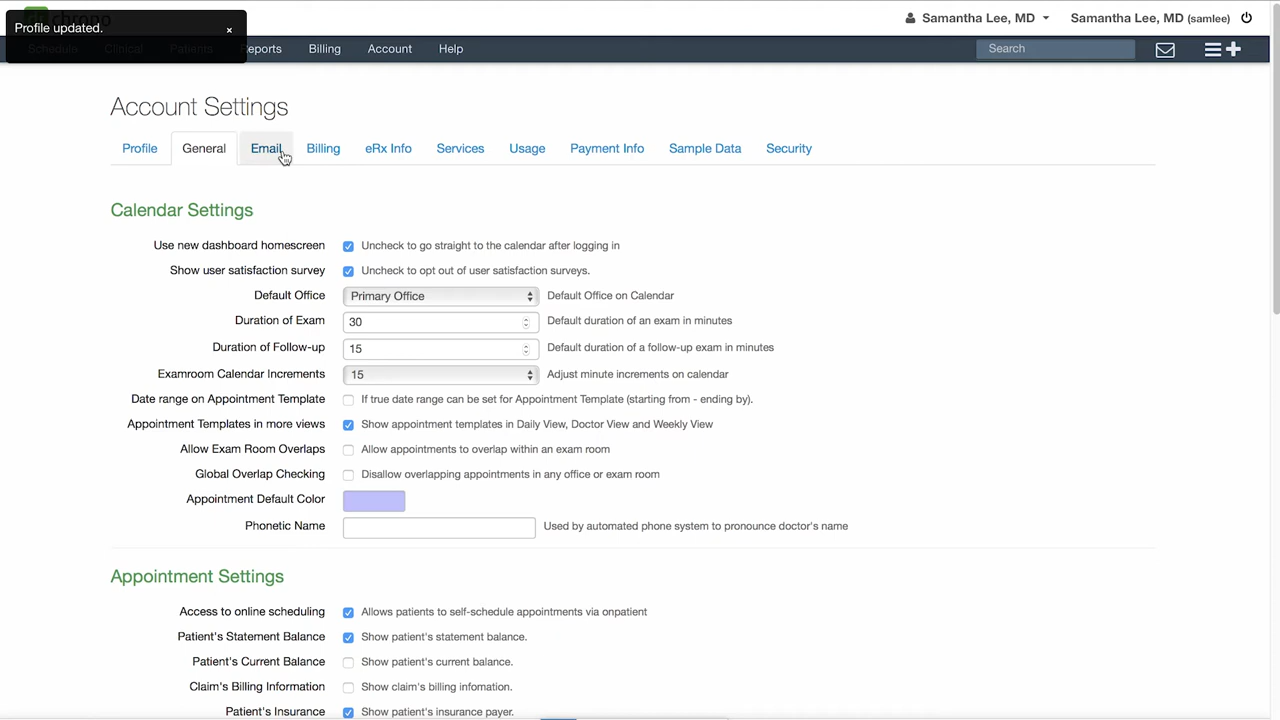 Profile updated.
×
chrono
Samantha Lee, MD
Samantha Lee, MD (samlee)
Schedule Clinical Patients Reports Billing Account Help
Search
Account Settings
Profile General Email Billing eRx Info Services Usage Payment Info Sample Data Security
Calendar Settings
Use new dashboard homescreen Uncheck to go straight to the calendar after logging in
Show user satisfaction survey Uncheck to opt out of user satisfaction surveys.
Default Office Primary Office Default Office on Calendar
Duration of Exam 30 Default duration of an exam in minutes
Duration of Follow-up 15 Default duration of a follow-up exam in minutes
Examroom Calendar Increments 15 Adjust minute increments on calendar
Date range on Appointment Template If true date range can be set for Appointment Template (starting from - ending by).
Appointment Templates in more views Show appointment templates in Daily View, Doctor View and Weekly View
Allow Exam Room Overlaps Allow appointments to overlap within an exam room
Global Overlap Checking Disallow overlapping appointments in any office or exam room
Appointment Default Color
Phonetic Name Used by automated phone system to pronounce doctor's name
Appointment Settings
Access to online scheduling Allows patients to self-schedule appointments via onpatient
Patient's Statement Balance Show patient's statement balance.
Patient's Current Balance Show patient's current balance.
Claim's Billing Information Show claim's billing infomation.
Patient's Insurance Show patient's insurance payer.